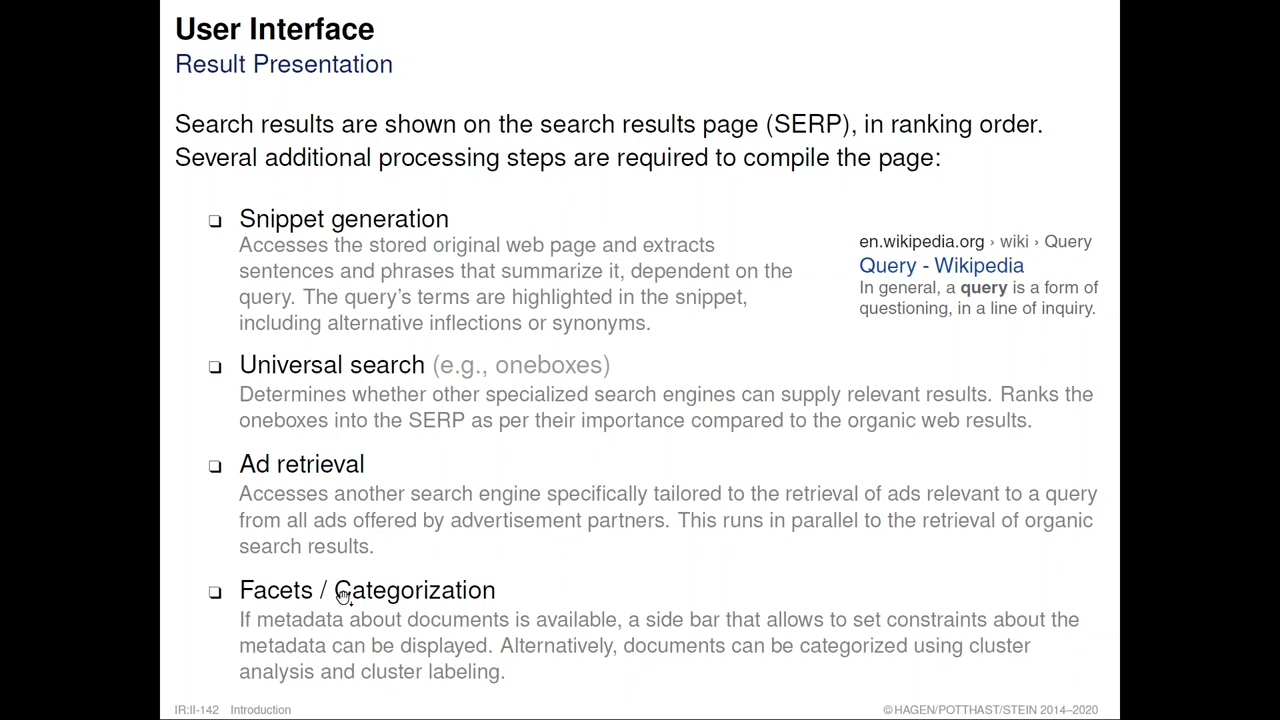 User Interface
Result Presentation
Search results are shown on the search results page (SERP), in ranking order.
Several additional processing steps are required to compile the page:
❑ Snippet generation
Accesses the stored original web page and extracts
sentences and phrases that summarize it, dependent on the
query. The query's terms are highlighted in the snippet,
including alternative inflections or synonyms.
en.wikipedia.org › wiki › Query
Query - Wikipedia
In general, a query is a form of
questioning, in a line of inquiry.
❑ Universal search (e.g., oneboxes)
Determines whether other specialized search engines can supply relevant results. Ranks the
oneboxes into the SERP as per their importance compared to the organic web results.
❑ Ad retrieval
Accesses another search engine specifically tailored to the retrieval of ads relevant to a query
from all ads offered by advertisement partners. This runs in parallel to the retrieval of organic
search results.
❑ Facets / Categorization
If metadata about documents is available, a side bar that allows to set constraints about the
metadata can be displayed. Alternatively, documents can be categorized using cluster
analysis and cluster labeling.
IR:II-142 Introduction
©HAGEN/POTTHAST/STEIN 2014–2020